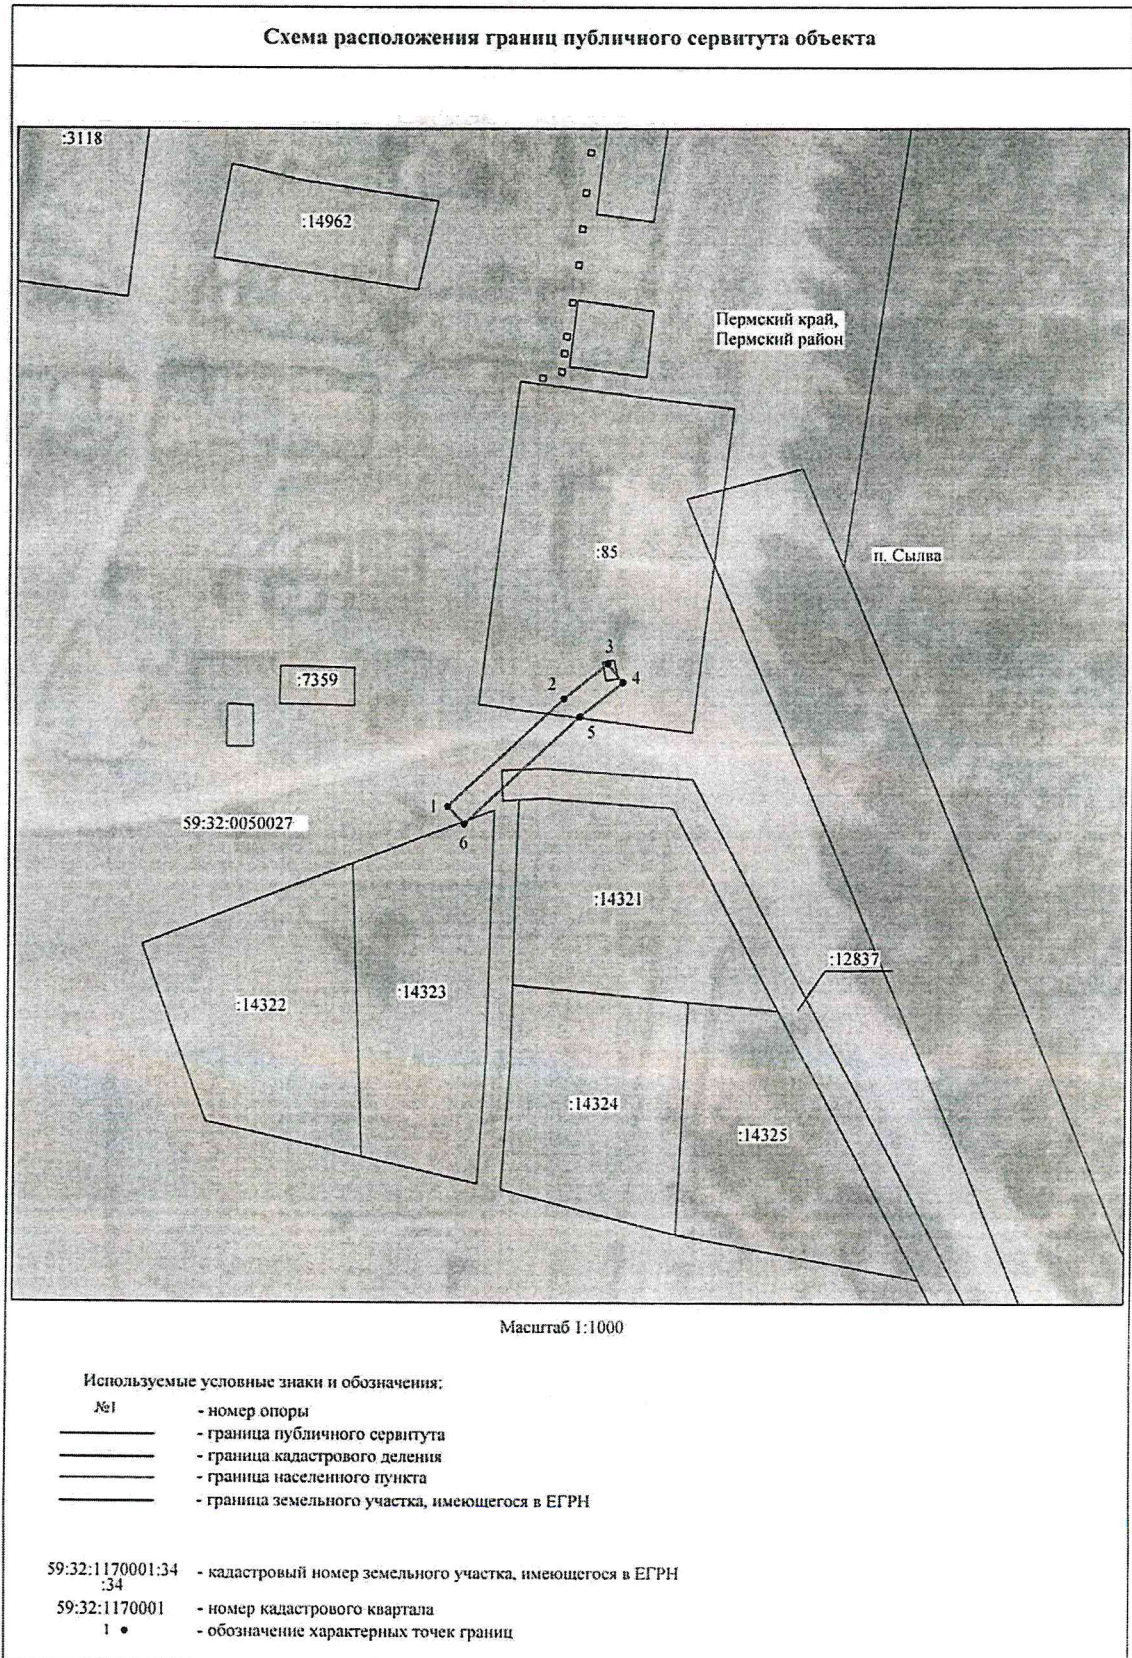 Схема расположения границ публичного сервитута объекта
:3118
:14962
Пермский край,
Пермский район
:85
п. Сылва
3
:7359
4
2
5
1
59:32:0050027
6
:14321
:12837
:14323
:14322
:14324
:14325
Масштаб 1:1000
Используемые условные знаки и обозначения:
№1 - номер опоры
- граница публичного сервитута
- граница кадастрового деления
- граница населенного пункта
- граница земельного участка, имеющегося в ЕГРН
59:32:1170001:34 - кадастровый номер земельного участка, имеющегося в ЕГРН
:34
59:32:1170001 - номер кадастрового квартала
1 ● - обозначение характерных точек границ